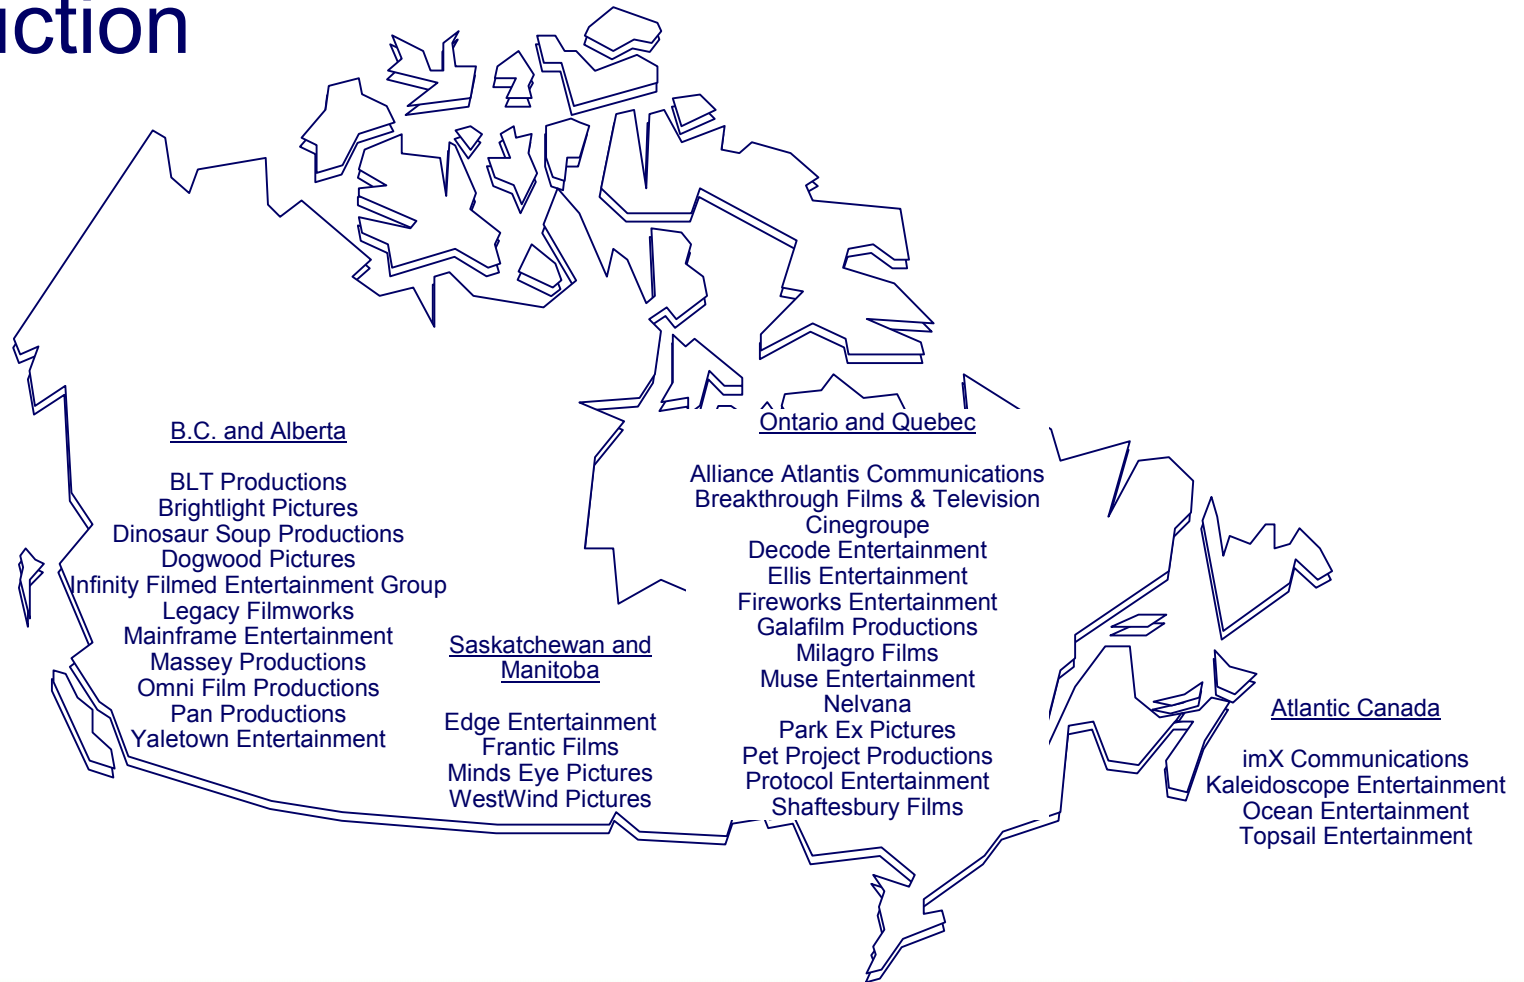 uction
B.C. and Alberta
BLT Productions
Brightlight Pictures
Dinosaur Soup Productions
Dogwood Pictures
Infinity Filmed Entertainment Group
Legacy Filmworks
Mainframe Entertainment
Massey Productions
Omni Film Productions
Pan Productions
Yaletown Entertainment
Saskatchewan and
Manitoba
Edge Entertainment
Frantic Films
Minds Eye Pictures
WestWind Pictures
Ontario and Quebec
Alliance Atlantis Communications
Breakthrough Films & Television
Cinegroupe
Decode Entertainment
Ellis Entertainment
Fireworks Entertainment
Galafilm Productions
Milagro Films
Muse Entertainment
Nelvana
Park Ex Pictures
Pet Project Productions
Protocol Entertainment
Shaftesbury Films
Atlantic Canada
imX Communications
Kaleidoscope Entertainment
Ocean Entertainment
Topsail Entertainment